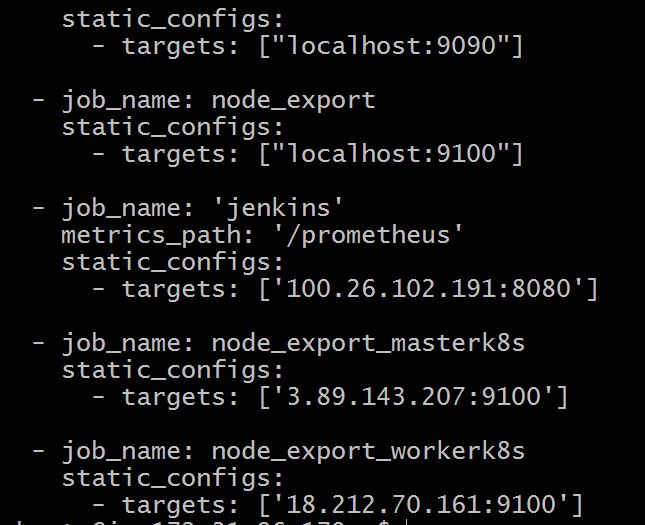 static_configs:
- targets: ["localhost:9090"]
- job_name: node_export
static_configs:
- targets: ["localhost:9100"]
- job_name: 'jenkins'
metrics_path: '/prometheus'
static_configs:
- targets: ['100.26.102.191:8080']
- job_name: node_export_masterk8s
static_configs:
- targets: ['3.89.143.207:9100']
- job_name: node_export_workerk8s
static_configs:
- targets: ['18.212.70.161:9100']